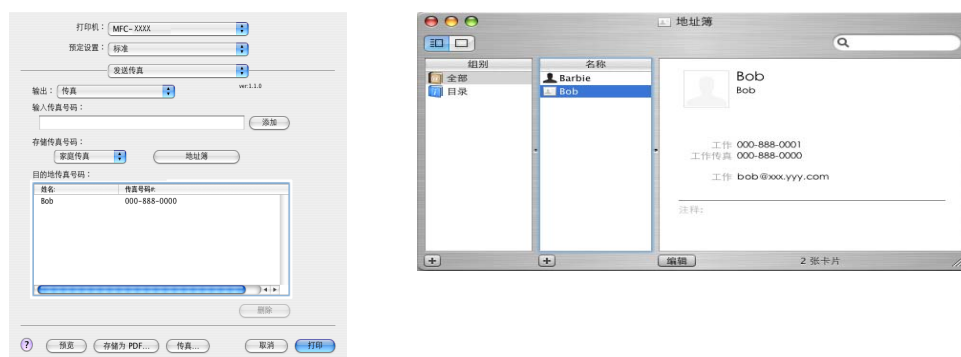 打印机： MFC-XXXX
预定设置： 标准
发送传真
输出： 传真
ver:1.1.0
输入传真号码：
添加
存储传真号码：
家庭传真
地址薄
目的地传真号码：
姓名: 传真号码#:
Bob 000-888-0000
删除
? 预览 存储为 PDF... 传真... 取消 打印
地址簿
组别
全部
目录
名称
Barbie
Bob
Bob
Bob
工作 000-888-0001
工作传真 000-888-0000
工作 bob@xxx.yyy.com
注释:
编辑
2 张卡片